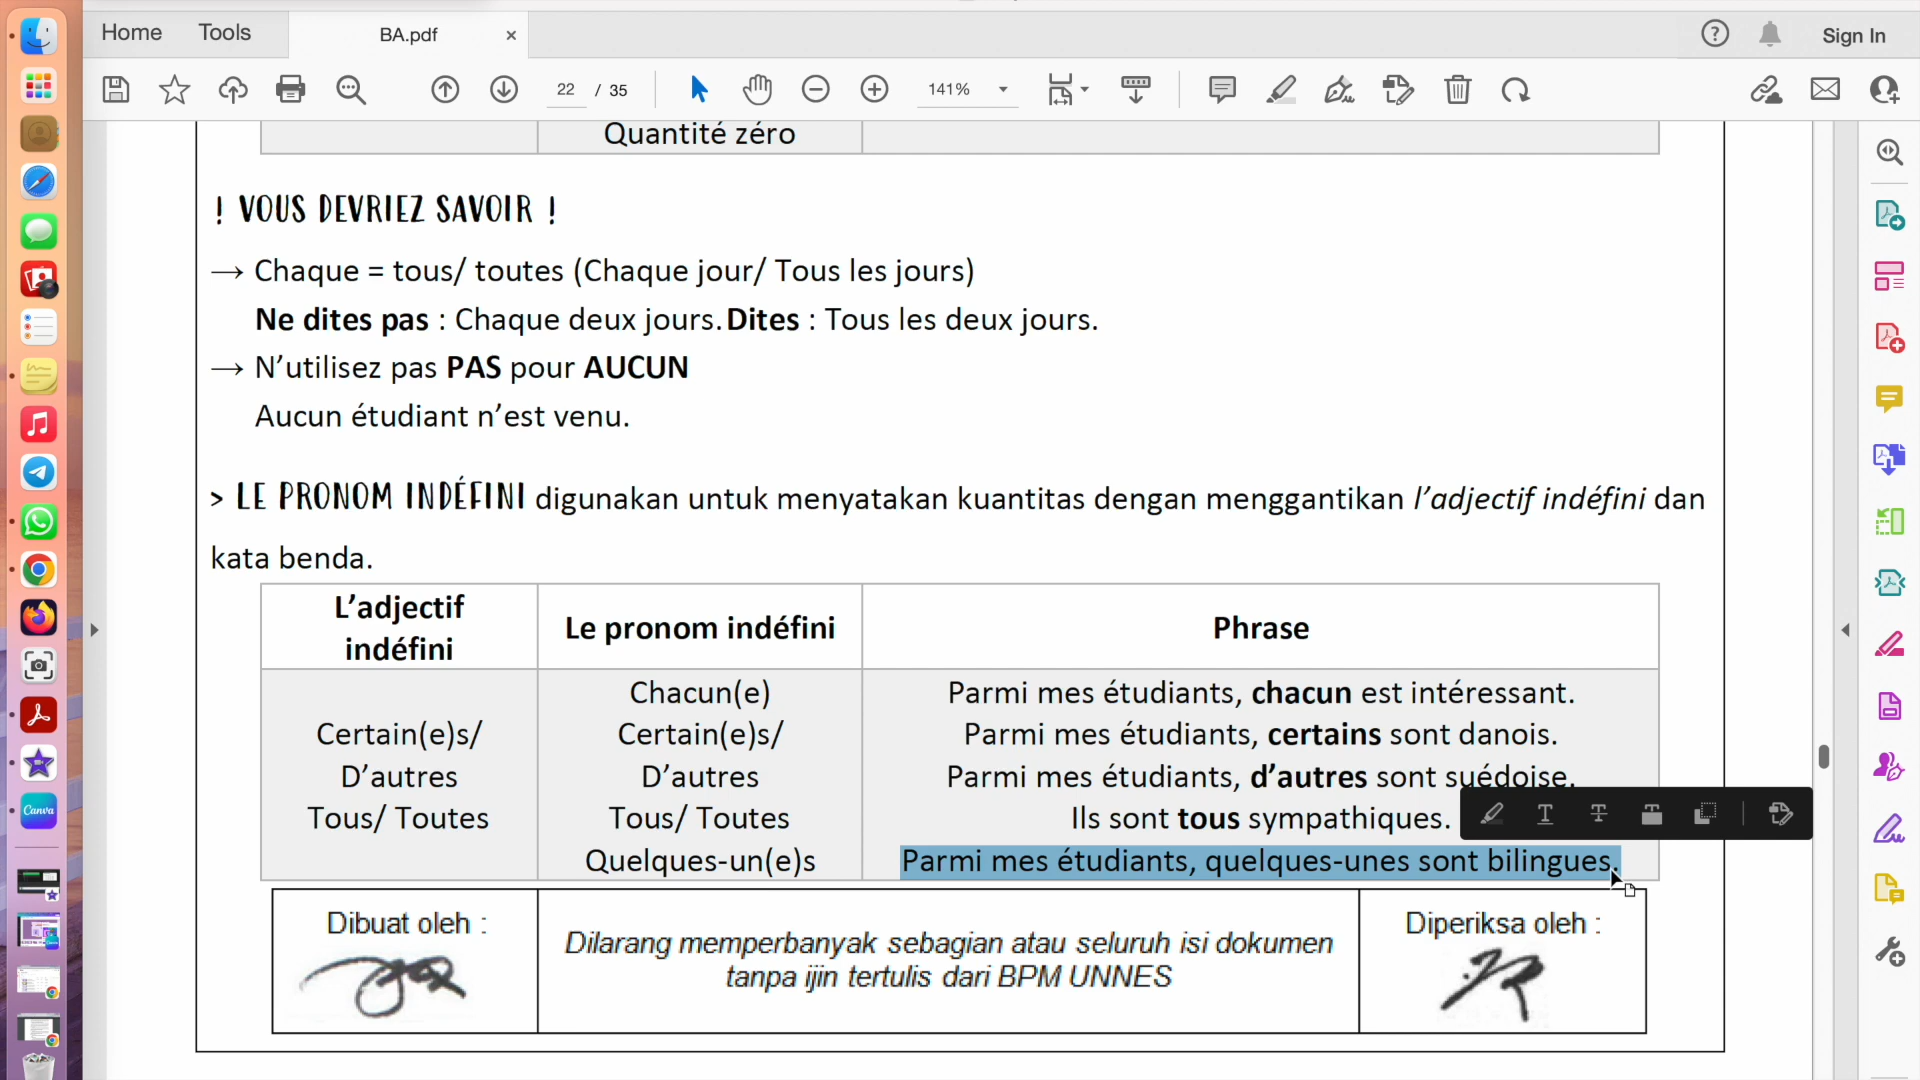 Home Tools BA.pdf × Sign In
22 / 35 141%
Quantité zéro
! VOUS DEVRIEZ SAVOIR !
→ Chaque = tous/ toutes (Chaque jour/ Tous les jours)
Ne dites pas : Chaque deux jours. Dites : Tous les deux jours.
→ N’utilisez pas PAS pour AUCUN
Aucun étudiant n’est venu.
> LE PRONOM INDÉFINI digunakan untuk menyatakan kuantitas dengan menggantikan l’adjectif indéfini dan
kata benda.
L’adjectif
indéfini
Le pronom indéfini
Phrase
Certain(e)s/
D’autres
Tous/ Toutes
Chacun(e)
Certain(e)s/
D’autres
Tous/ Toutes
Quelques-un(e)s
Parmi mes étudiants, chacun est intéressant.
Parmi mes étudiants, certains sont danois.
Parmi mes étudiants, d’autres sont suédoise.
Ils sont tous sympathiques.
Parmi mes étudiants, quelques-unes sont bilingues.
Dibuat oleh :
Dilarang memperbanyak sebagian atau seluruh isi dokumen
tanpa ijin tertulis dari BPM UNNES
Diperiksa oleh :
Canva